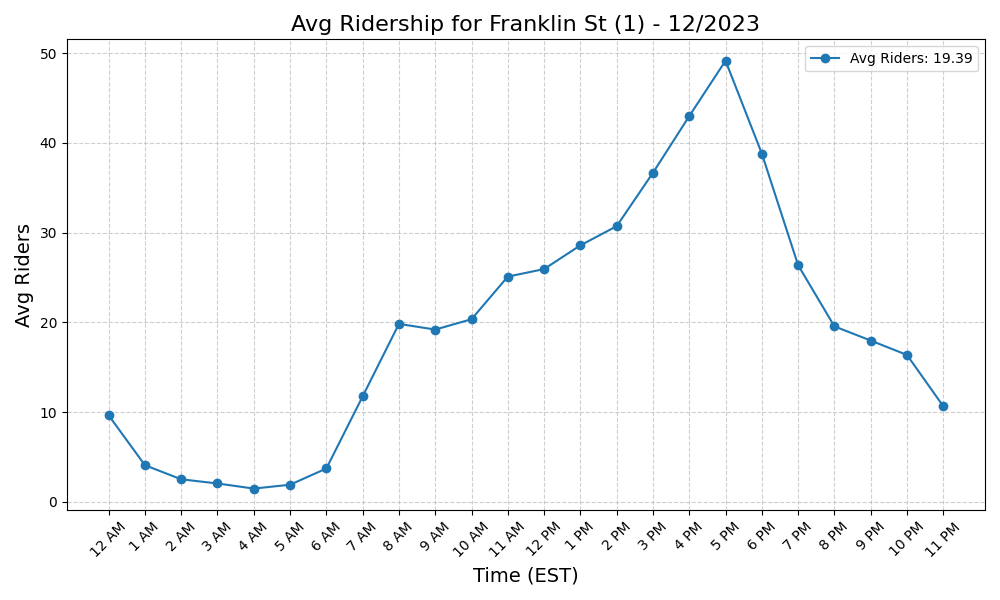 Avg Ridership for Franklin St (1) - 12/2023
Avg Riders: 19.39
Avg Riders
50
40
30
20
10
0
12 AM
1 AM
2 AM
3 AM
4 AM
5 AM
6 AM
7 AM
8 AM
9 AM
10 AM
11 AM
12 PM
1 PM
2 PM
3 PM
4 PM
5 PM
6 PM
7 PM
8 PM
9 PM
10 PM
11 PM
Time (EST)